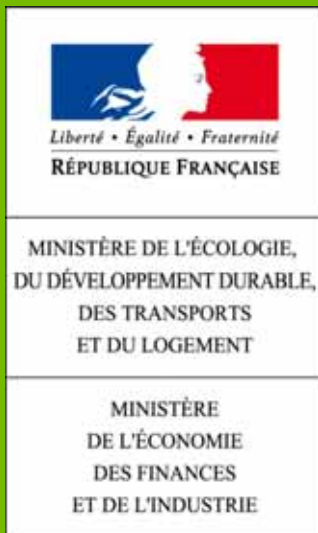 Liberté • Égalité • Fraternité
RÉPUBLIQUE FRANÇAISE
MINISTÈRE DE L'ÉCOLOGIE,
DU DÉVELOPPEMENT DURABLE,
DES TRANSPORTS
ET DU LOGEMENT
MINISTÈRE
DE L'ÉCONOMIE
DES FINANCES
ET DE L'INDUSTRIE